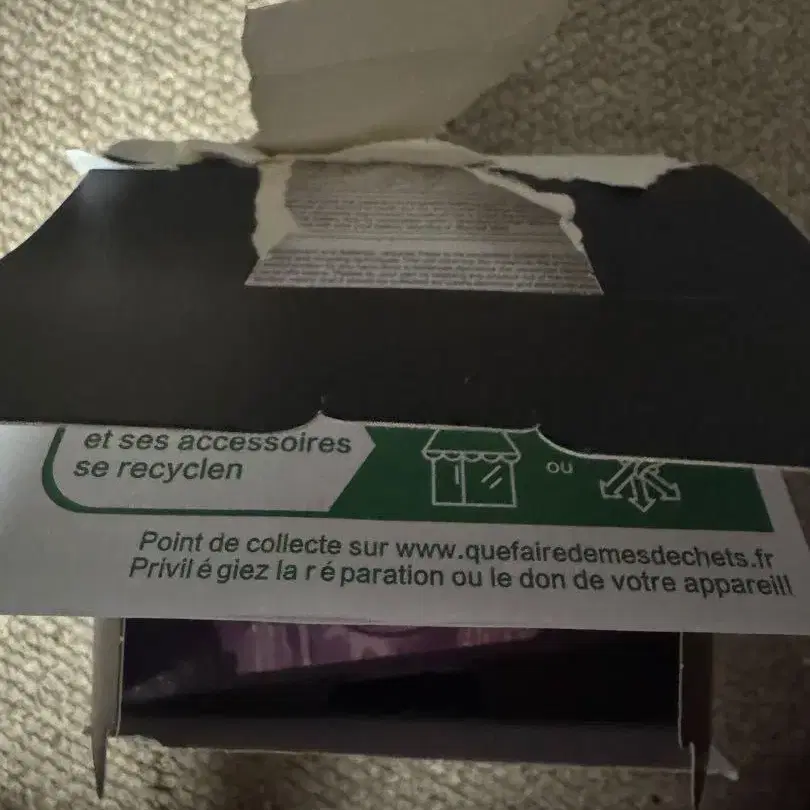 et ses accessoires
se recyclen
ou
Point de collecte sur www.quefairedemesdechets.fr
Privil é giez la r é paration ou le don de votre appareil!